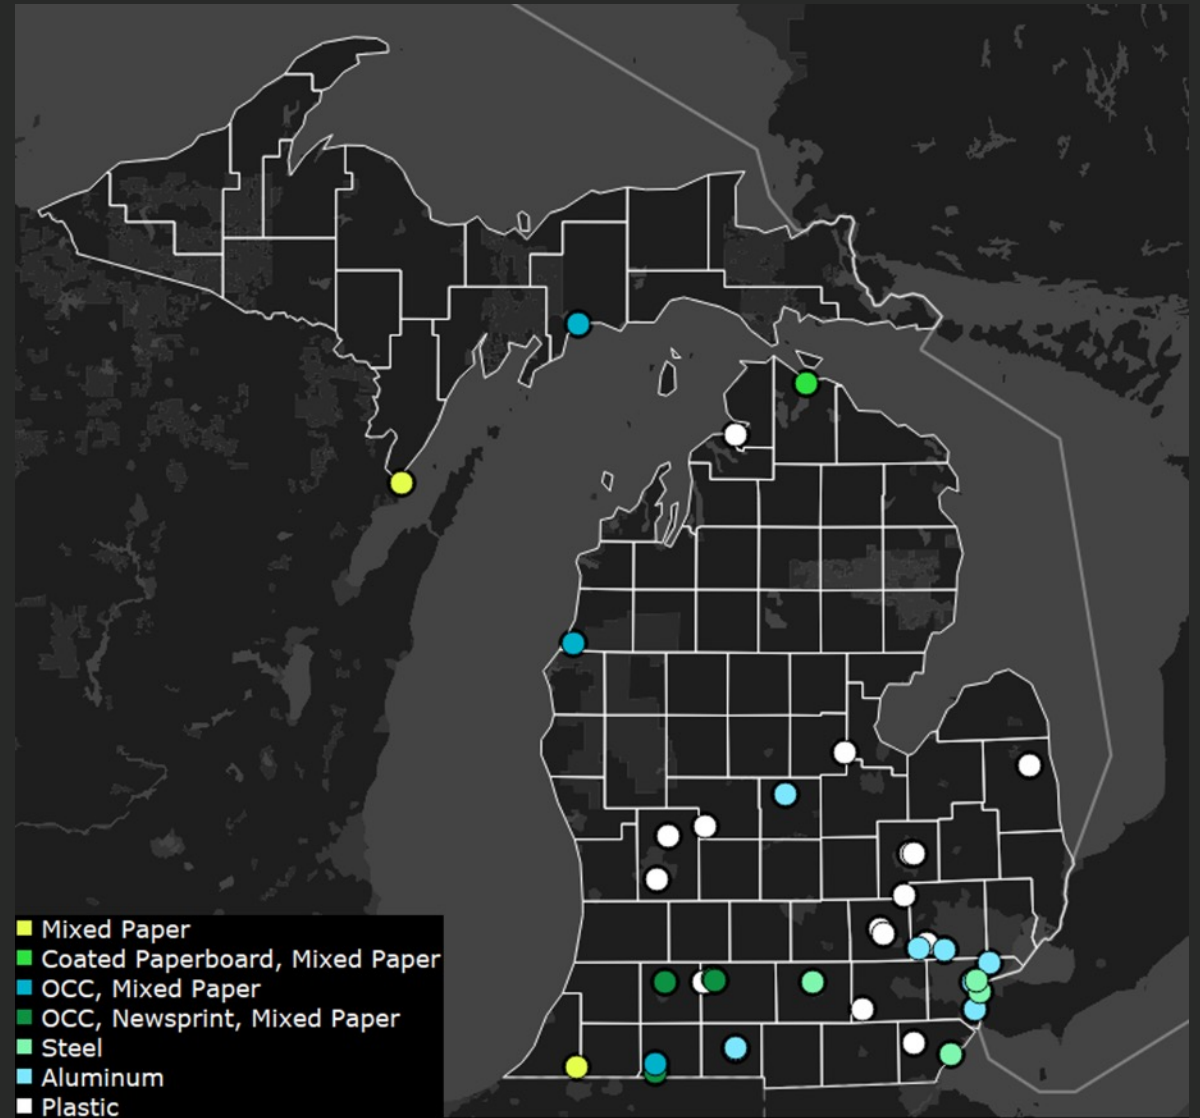 Mixed Paper
Coated Paperboard, Mixed Paper
OCC, Mixed Paper
OCC, Newsprint, Mixed Paper
Steel
Aluminum
Plastic